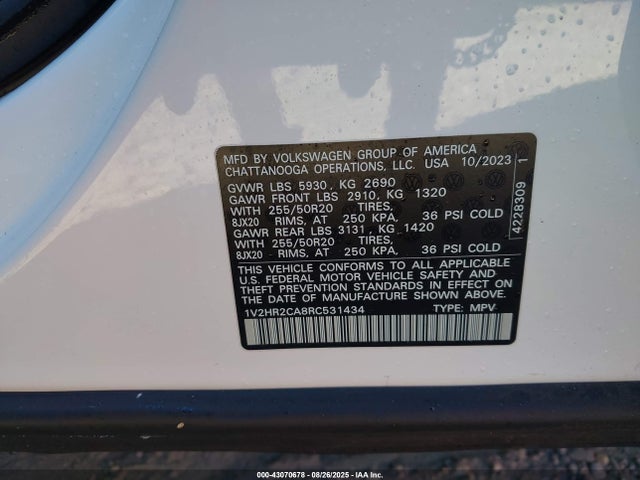 MFD BY VOLKSWAGEN GROUP OF AMERICA
CHATTANOOGA OPERATIONS, LLC. USA 10/2023
GVWR LBS 5930, KG 2690
GAWR FRONT LBS 2910, KG 1320
WITH 255/50R20 TIRES,
8JX20 RIMS, AT 250 KPA, 36 PSI COLD
GAWR REAR LBS 3131, KG 1420
WITH 255/50R20 TIRES,
8JX20 RIMS, AT 250 KPA, 36 PSI COLD
THIS VEHICLE CONFORMS TO ALL APPLICABLE
U.S. FEDERAL MOTOR VEHICLE SAFETY AND
THEFT PREVENTION STANDARDS IN EFFECT ON THE
DATE OF MANUFACTURE SHOWN ABOVE.
1V2HR2CA8RC531434 TYPE: MPV
4228309 1
000-43070678 - 08/26/2025 - IAA Inc.